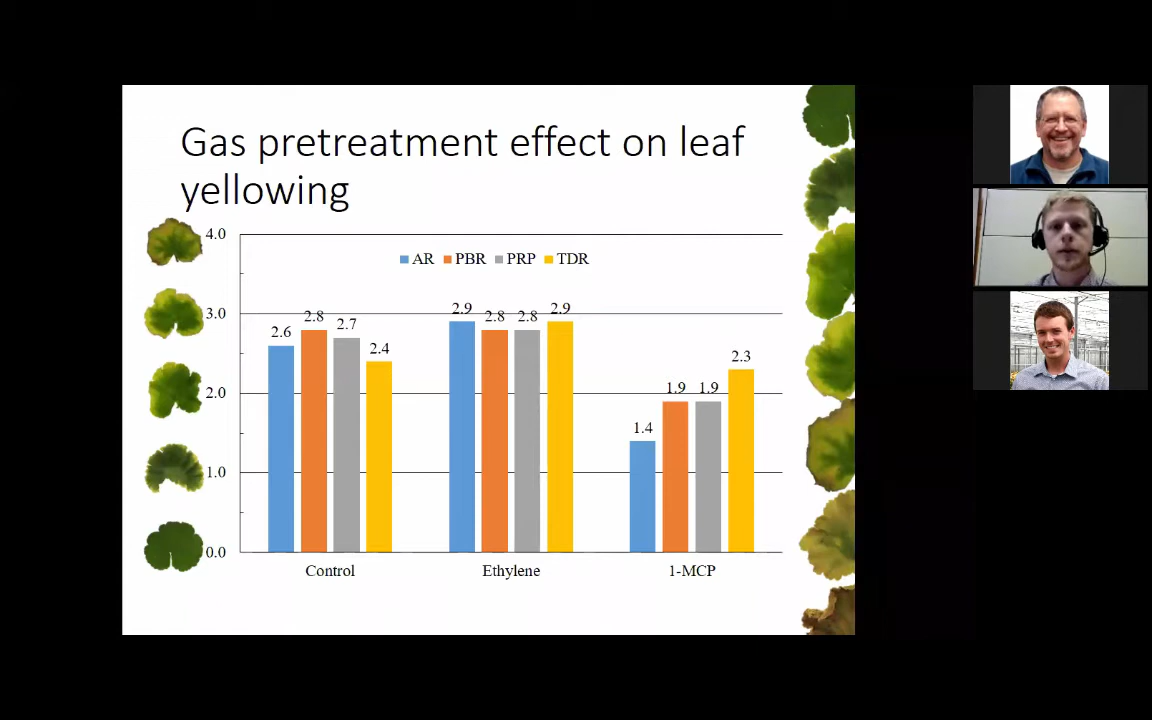 Gas pretreatment effect on leaf
yellowing
4.0
AR PBR PRP TDR
3.0
2.6 2.8 2.7 2.4
2.9 2.8 2.8 2.9
1.4 1.9 1.9 2.3
2.0
1.0
0.0
Control Ethylene 1-MCP